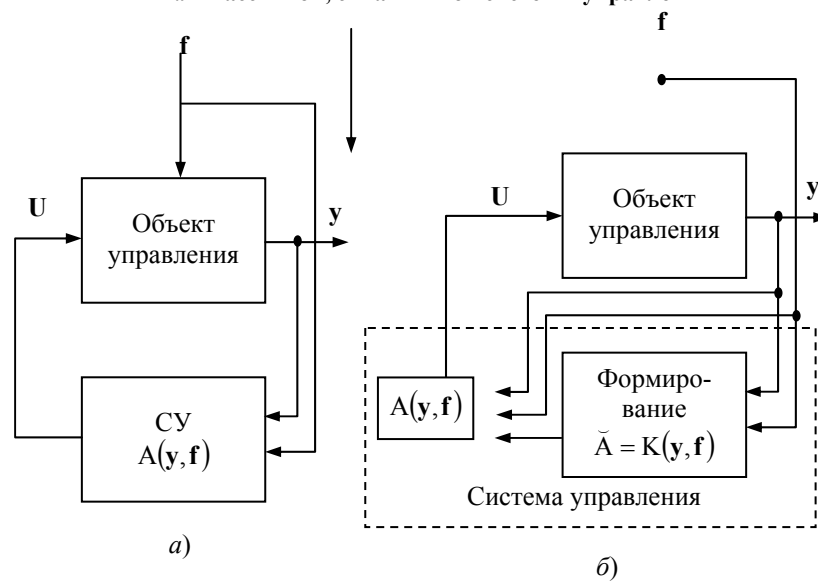 f
f
U
Объект
управления
y
U
Объект
управления
y
СУ
A(y,f)
A(y,f)
Формиро-
вание
Ă = K(y,f)
Система управления
а)
б)